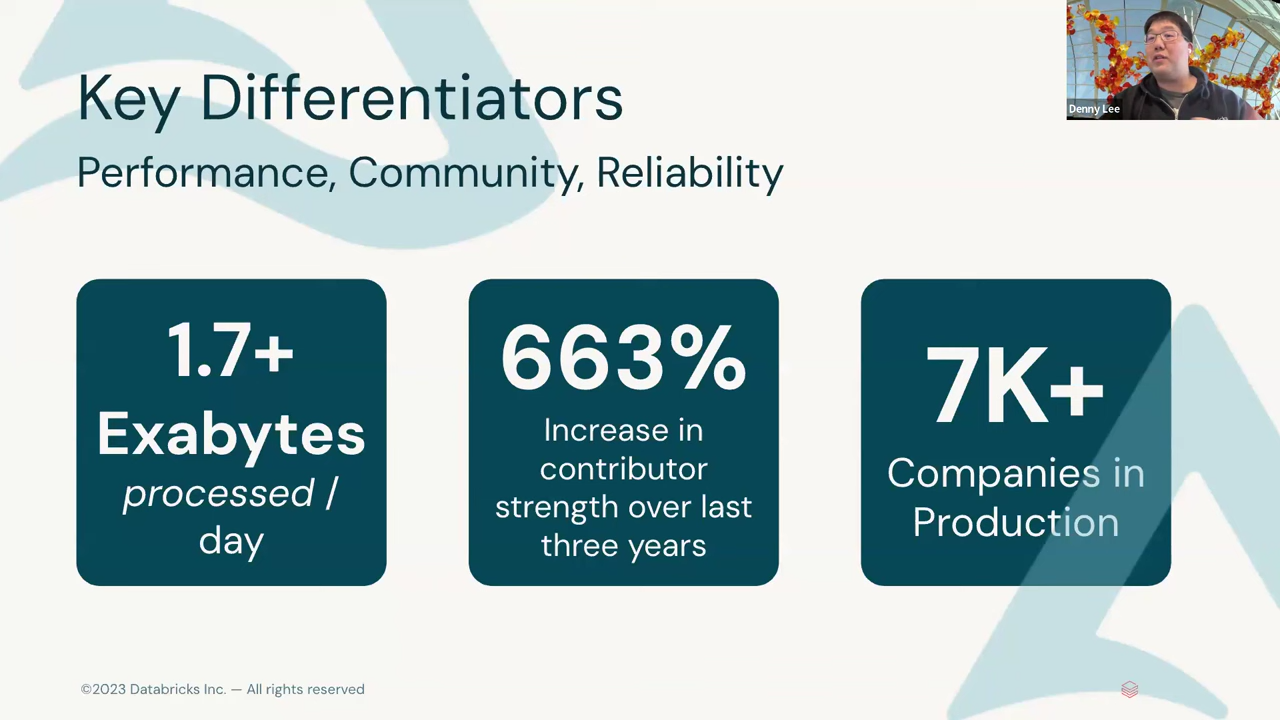 Key Differentiators
Denny Lee
Performance, Community, Reliability
1.7+
Exabytes
processed /
day
663%
Increase in
contributor
strength over last
three years
7K+
Companies in
Production
©2023 Databricks Inc. — All rights reserved